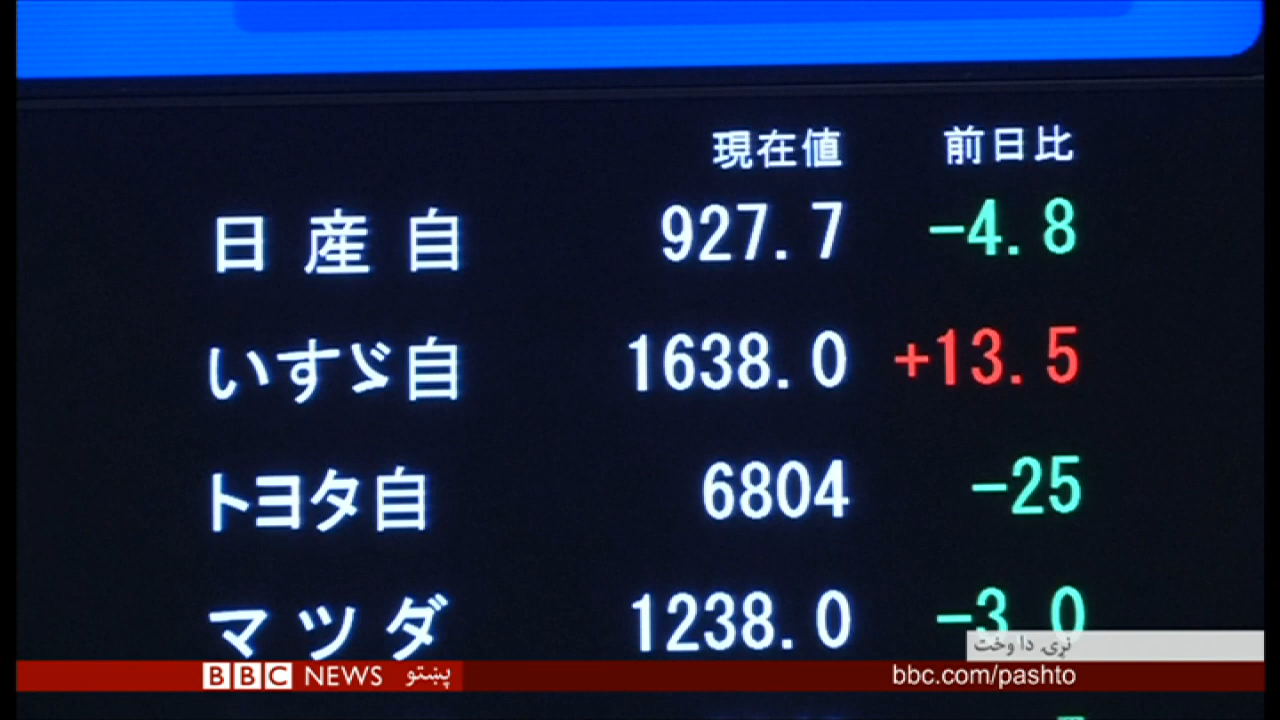 現在値 前日比
日産自 927.7 -4.8
いすゞ自 1638.0 +13.5
トヨタ自 6804 -25
マツダ 1238.0 -3.0
نړۍ دا وخت
BBC NEWS پښتو bbc.com/pashto